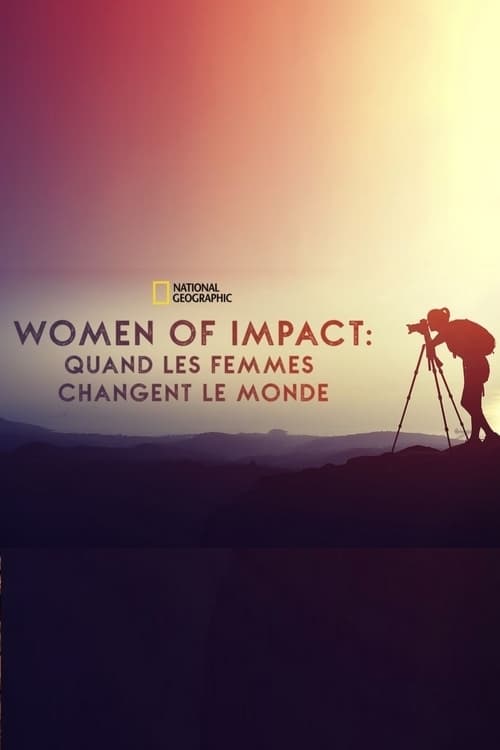 NATIONAL
GEOGRAPHIC
WOMEN OF IMPACT:
QUAND LES FEMMES
CHANGENT LE MONDE